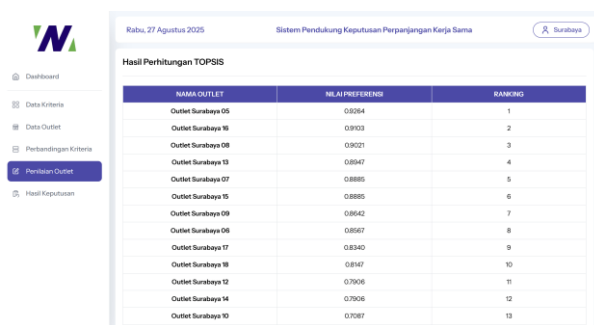 Rabu, 27 Agustus 2025 Sistem Pendukung Keputusan Perpanjangan Kerja Sama Surabaya
Hasil Perhitungan TOPSIS
Dashboard
Data Kriteria
Data Outlet
Perbandingan Kriteria
Penilaian Outlet
Hasil Keputusan
NAMA OUTLET NILAI PREFERENSI RANKING
Outlet Surabaya 05 0.9264 1
Outlet Surabaya 16 0.9103 2
Outlet Surabaya 08 0.9021 3
Outlet Surabaya 13 0.8947 4
Outlet Surabaya 07 0.8885 5
Outlet Surabaya 15 0.8885 6
Outlet Surabaya 09 0.8642 7
Outlet Surabaya 06 0.8567 8
Outlet Surabaya 17 0.8340 9
Outlet Surabaya 18 0.8147 10
Outlet Surabaya 12 0.7906 11
Outlet Surabaya 14 0.7906 12
Outlet Surabaya 10 0.7087 13